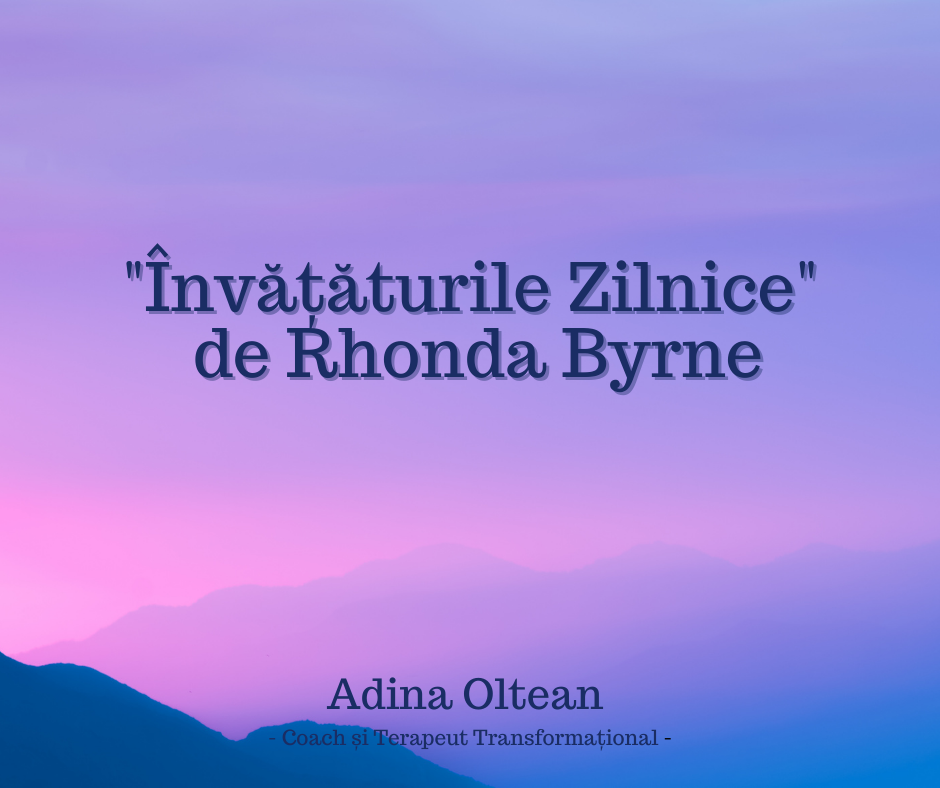 "Învățăturile Zilnice"
de Rhonda Byrne
Adina Oltean
- Coach și Terapeut Transformațional -